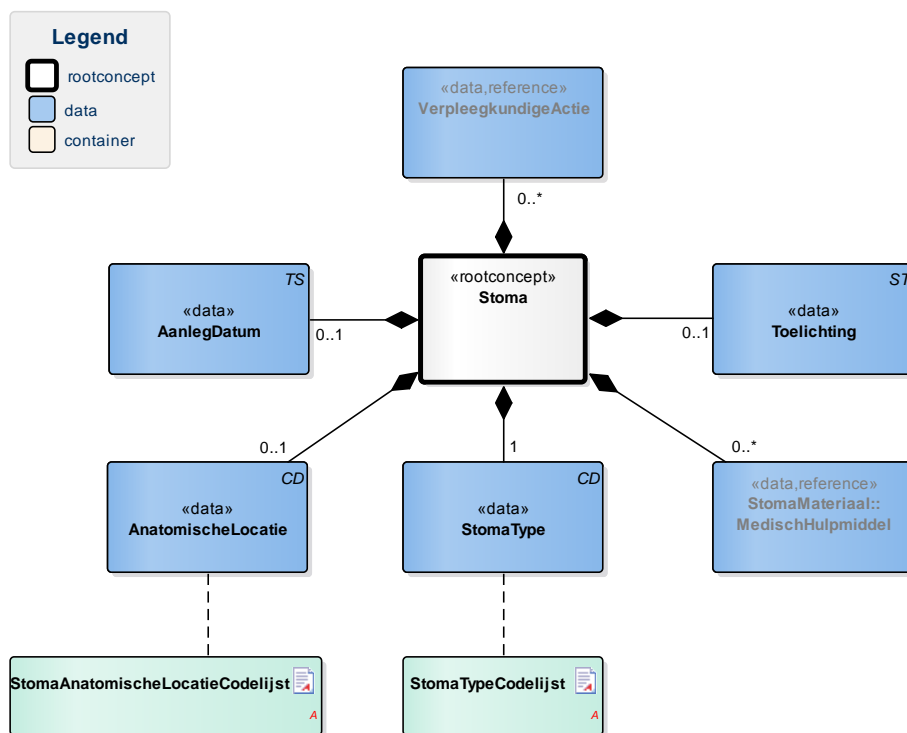 Legend
rootconcept
data
container
«data,reference»
VerpleegkundigeActie
0..*
TS
«data»
AanlegDatum
0..1
«rootconcept»
Stoma
ST
«data»
Toelichting
0..1
0..1
1
0..*
CD
«data»
AnatomischeLocatie
CD
«data»
StomaType
«data,reference»
StomaMateriaal::
MedischHulpmiddel
StomaAnatomischeLocatieCodelijst
A
StomaTypeCodelijst
A